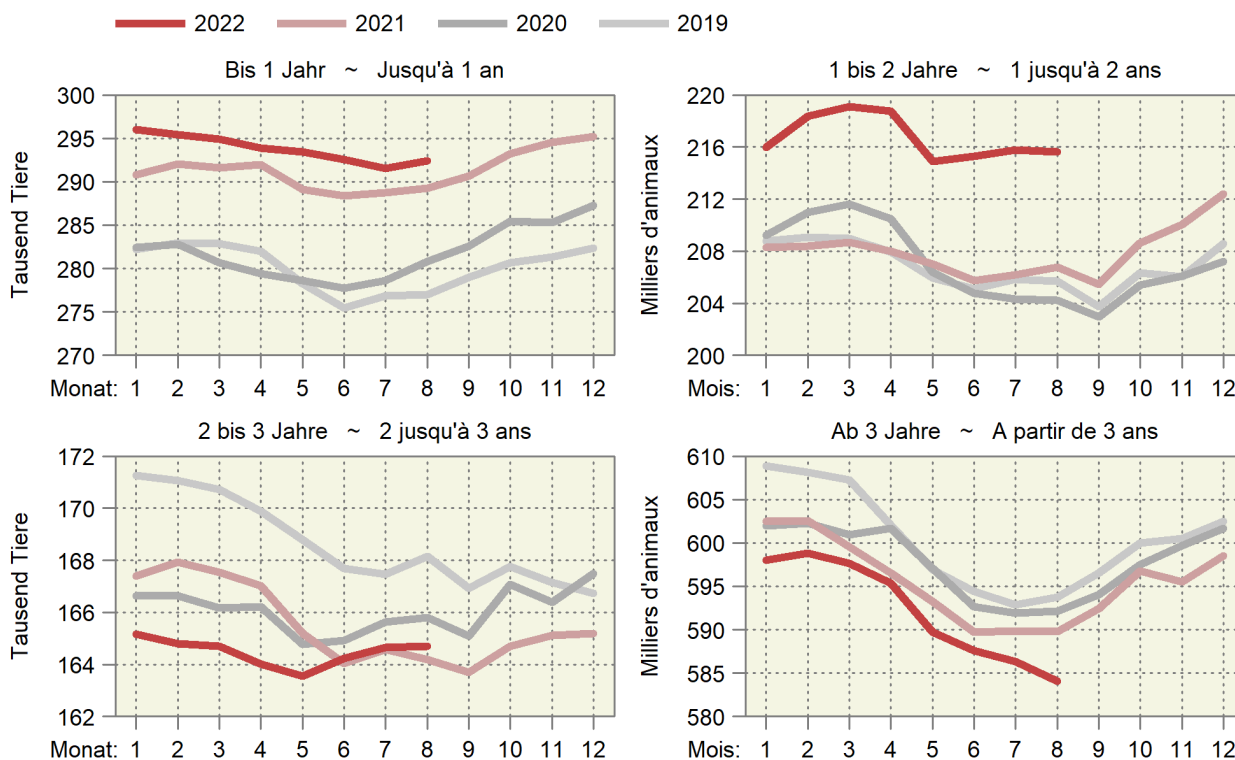 2022 2021 2020 2019
Bis 1 Jahr ~ Jusqu'à 1 an
Tausend Tiere
300
295
290
285
280
275
270
Monat: 1 2 3 4 5 6 7 8 9 10 11 12
1 bis 2 Jahre ~ 1 jusqu'à 2 ans
Milliers d'animaux
220
216
212
208
204
200
Mois: 1 2 3 4 5 6 7 8 9 10 11 12
2 bis 3 Jahre ~ 2 jusqu'à 3 ans
Tausend Tiere
172
170
168
166
164
162
Monat: 1 2 3 4 5 6 7 8 9 10 11 12
Ab 3 Jahre ~ A partir de 3 ans
Milliers d'animaux
610
605
600
595
590
585
580
Mois: 1 2 3 4 5 6 7 8 9 10 11 12